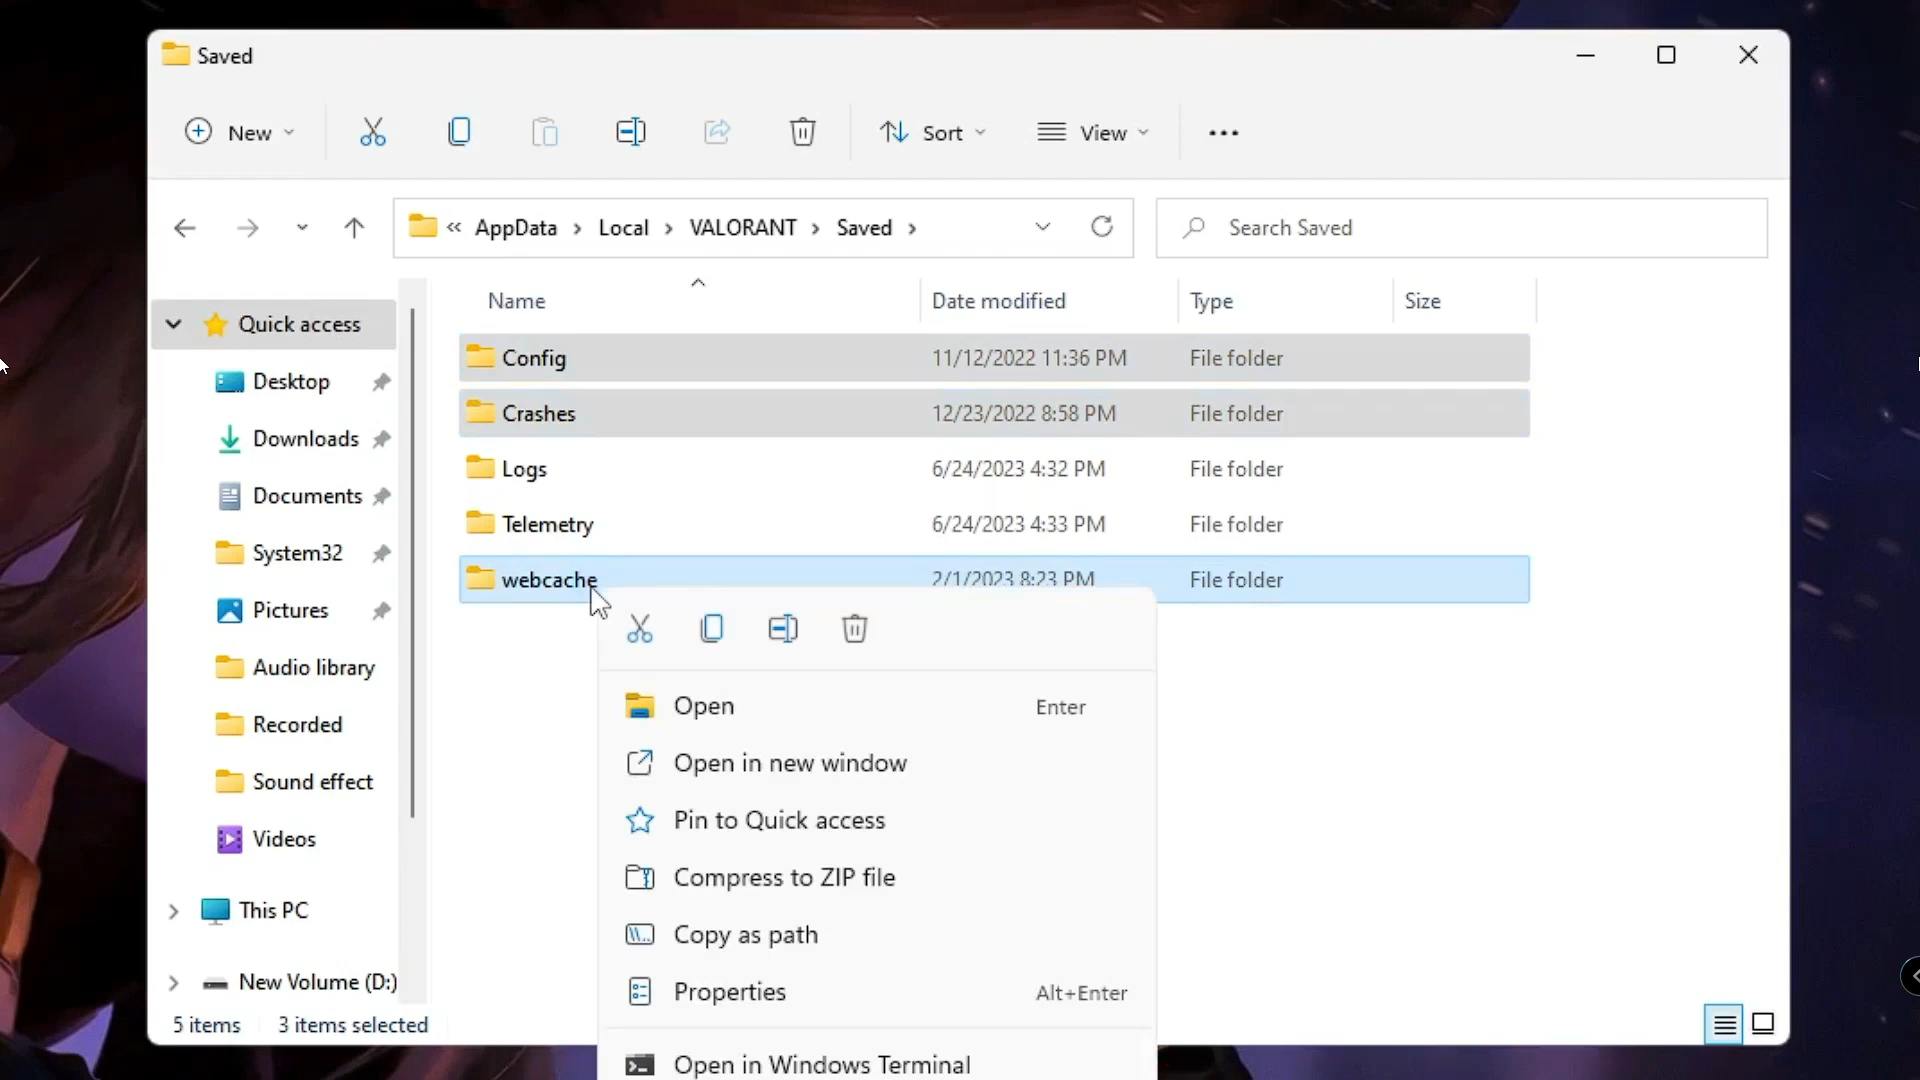 Saved
New
Sort
View
« AppData > Local > VALORANT > Saved >
Search Saved
Name
Date modified
Type
Size
Quick access
Desktop
Downloads
Documents
System32
Pictures
Audio library
Recorded
Sound effect
Videos
This PC
New Volume (D:)
Config 11/12/2022 11:36 PM File folder
Crashes 12/23/2022 8:58 PM File folder
Logs 6/24/2023 4:32 PM File folder
Telemetry 6/24/2023 4:33 PM File folder
webcache 2/1/2023 8:23 PM File folder
Open Enter
Open in new window
Pin to Quick access
Compress to ZIP file
Copy as path
Properties Alt+Enter
Open in Windows Terminal
5 items 3 items selected